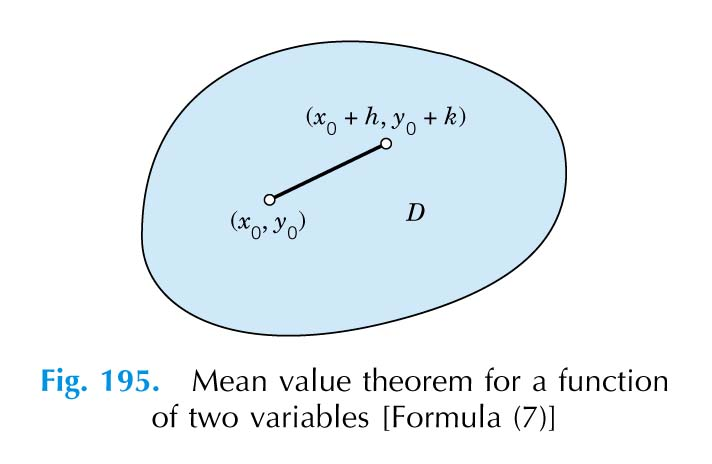 (x₀ + h, y₀ + k)
(x₀, y₀)
D
Fig. 195. Mean value theorem for a function
of two variables [Formula (7)]